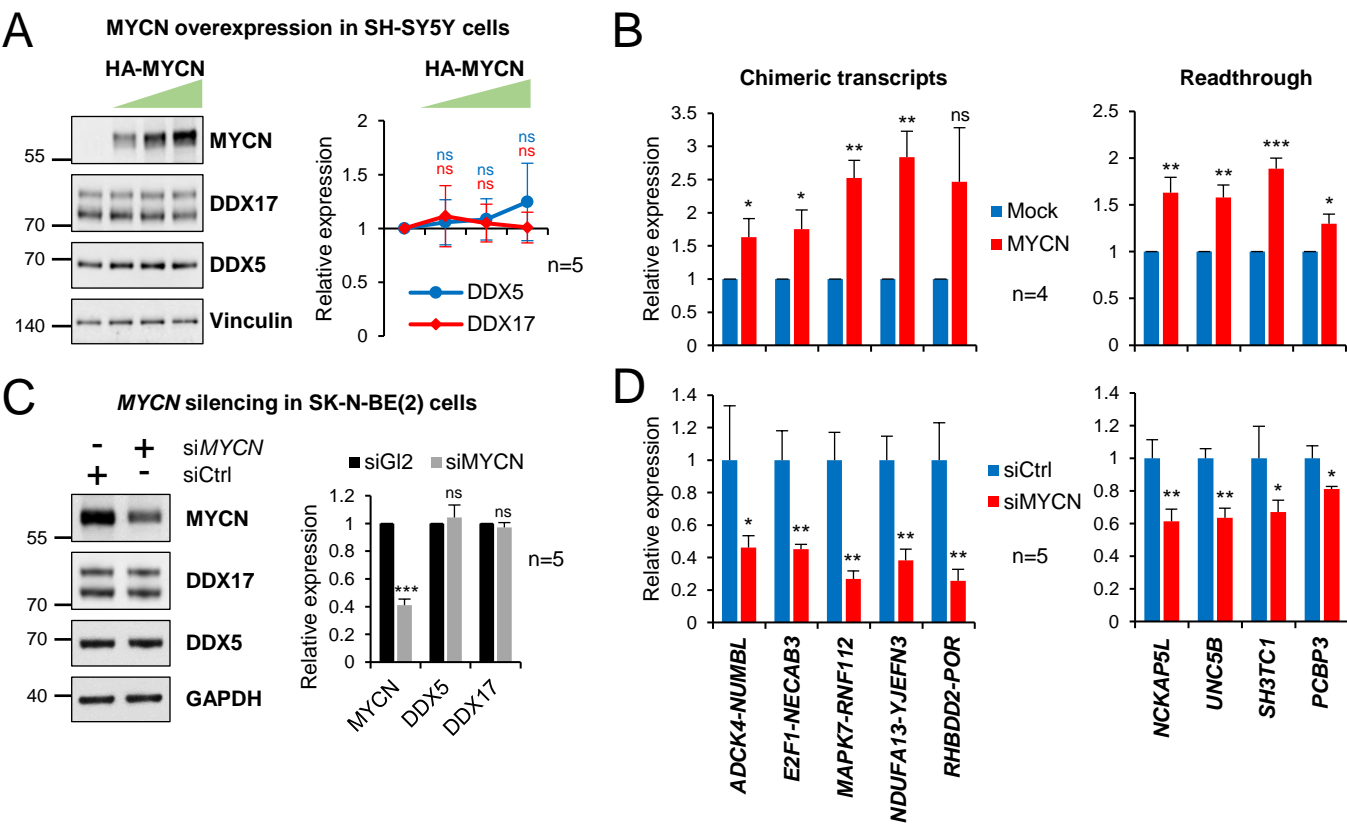 A
MYCN overexpression in SH-SY5Y cells
HA-MYCN
MYCN
55
DDX17
70
70
DDX5
140
Vinculin
HA-MYCN
Relative expression
2
1.5
1
0.5
0
ns
ns
ns
ns
ns
ns
n=5
DDX5
DDX17
B
Chimeric transcripts
Relative expression
3.5
3
2.5
2
1.5
1
0.5
0
*
*
**
**
ns
Mock
MYCN
n=4
Readthrough
2.5
2
1.5
1
0.5
0
**
**
***
*
C
MYCN silencing in SK-N-BE(2) cells
- + siMYCN
+ - siCtrl
MYCN
55
DDX17
70
70
DDX5
40
GAPDH
siGl2 siMYCN
Relative expression
1.2
1
0.8
0.6
0.4
0.2
0
***
ns
ns
n=5
MYCN
DDX5
DDX17
D
Relative expression
1.4
1.2
1
0.8
0.6
0.4
0.2
0
*
**
**
**
**
siCtrl
siMYCN
n=5
ADCK4-NUMBL
E2F1-NECAB3
MAPK7-RNF112
NDUFA13-YJEFN3
RHBDD2-POR
1.4
1.2
1
0.8
0.6
0.4
0.2
0
**
**
*
*
NCKAP5L
UNC5B
SH3TC1
PCBP3